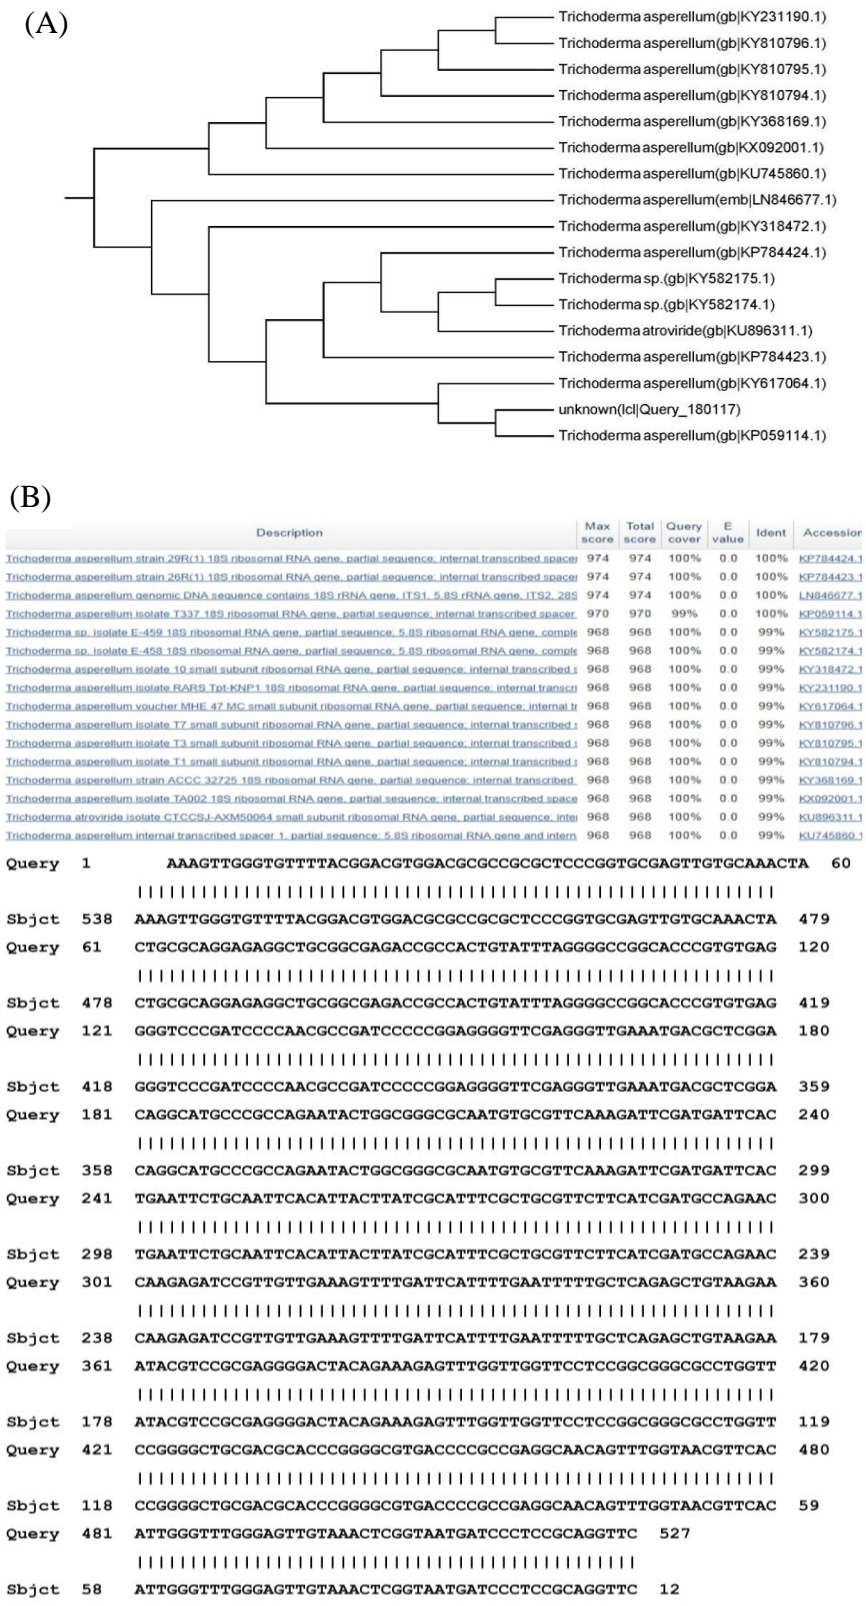 (A)
Trichoderma asperellum(gb|KY231190.1)
Trichoderma asperellum(gb|KY810796.1)
Trichoderma asperellum(gb|KY810795.1)
Trichoderma asperellum(gb|KY810794.1)
Trichoderma asperellum(gb|KY368169.1)
Trichoderma asperellum(gb|KX092001.1)
Trichoderma asperellum(gb|KU745860.1)
Trichoderma asperellum(emb|LN846677.1)
Trichoderma asperellum(gb|KY318472.1)
Trichoderma asperellum(gb|KP784424.1)
Trichoderma sp.(gb|KY582175.1)
Trichoderma sp.(gb|KY582174.1)
Trichoderma atroviride(gb|KU896311.1)
Trichoderma asperellum(gb|KP784423.1)
Trichoderma asperellum(gb|KY617064.1)
unknown(lcl|Query_180117)
Trichoderma asperellum(gb|KP059114.1)
(B)
Description Max score Total score Query cover E value Ident Accession
Trichoderma asperellum strain 29R(1) 18S ribosomal RNA gene, partial sequence; internal transcribed spacer 974 974 100% 0.0 100% KP784424.1
Trichoderma asperellum strain 26R(1) 18S ribosomal RNA gene, partial sequence; internal transcribed spacer 974 974 100% 0.0 100% KP784423.1
Trichoderma asperellum genomic DNA sequence contains 18S rRNA gene, ITS1, 5.8S rRNA gene, ITS2, 28S 974 974 100% 0.0 100% LN846677.1
Trichoderma asperellum isolate T337 18S ribosomal RNA gene, partial sequence; internal transcribed spacer 970 970 99% 0.0 100% KP059114.1
Trichoderma sp. isolate E-459 18S ribosomal RNA gene, partial sequence; 5.8S ribosomal RNA gene, comple 968 968 100% 0.0 99% KY582175.1
Trichoderma sp. isolate E-458 18S ribosomal RNA gene, partial sequence; 5.8S ribosomal RNA gene, comple 968 968 100% 0.0 99% KY582174.1
Trichoderma asperellum isolate 10 small subunit ribosomal RNA gene, partial sequence; internal transcribed s 968 968 100% 0.0 99% KY318472.1
Trichoderma asperellum isolate RARS Tpt-KNP1 18S ribosomal RNA gene, partial sequence; internal transcri 968 968 100% 0.0 99% KY231190.1
Trichoderma asperellum voucher MHE 47 MC small subunit ribosomal RNA gene, partial sequence; internal tr 968 968 100% 0.0 99% KY617064.1
Trichoderma asperellum isolate T7 small subunit ribosomal RNA gene, partial sequence; internal transcribed s 968 968 100% 0.0 99% KY810796.1
Trichoderma asperellum isolate T3 small subunit ribosomal RNA gene, partial sequence; internal transcribed s 968 968 100% 0.0 99% KY810795.1
Trichoderma asperellum isolate T1 small subunit ribosomal RNA gene, partial sequence; internal transcribed s 968 968 100% 0.0 99% KY810794.1
Trichoderma asperellum strain ACCC 32725 18S ribosomal RNA gene, partial sequence; internal transcribed 968 968 100% 0.0 99% KY368169.1
Trichoderma asperellum isolate TA002 18S ribosomal RNA gene, partial sequence; internal transcribed space 968 968 100% 0.0 99% KX092001.1
Trichoderma atroviride isolate CTCCSJ-AXM50064 small subunit ribosomal RNA gene, partial sequence; inter 968 968 100% 0.0 99% KU896311.1
Trichoderma asperellum internal transcribed spacer 1, partial sequence; 5.8S ribosomal RNA gene and intern 968 968 100% 0.0 99% KU745860.1
Query 1 AAAGTTGGGTGTTTTACGGACGTGGACGCGCCGCGCTCCCGGTGCGAGTTGTGCAAACTA 60
Sbjct 538 AAAGTTGGGTGTTTTACGGACGTGGACGCGCCGCGCTCCCGGTGCGAGTTGTGCAAACTA 479
Query 61 CTGCGCAGGAGAGGCTGCGGCGAGACCGCCACTGTATTTAGGGGCCGGCACCCGTGTGAG 120
Sbjct 478 CTGCGCAGGAGAGGCTGCGGCGAGACCGCCACTGTATTTAGGGGCCGGCACCCGTGTGAG 419
Query 121 GGGTCCCGATCCCCAACGCCGATCCCCCGGAGGGGTTCGAGGGTTGAAATGACGCTCGGA 180
Sbjct 418 GGGTCCCGATCCCCAACGCCGATCCCCCGGAGGGGTTCGAGGGTTGAAATGACGCTCGGA 359
Query 181 CAGGCATGCCCGCCAGAATACTGGCGGGCGCAATGTGCGTTCAAAGATTCGATGATTCAC 240
Sbjct 358 CAGGCATGCCCGCCAGAATACTGGCGGGCGCAATGTGCGTTCAAAGATTCGATGATTCAC 299
Query 241 TGAATTCTGCAATTCACATTACTTATCGCATTTCGCTGCGTTCTTCATCGATGCCAGAAC 300
Sbjct 298 TGAATTCTGCAATTCACATTACTTATCGCATTTCGCTGCGTTCTTCATCGATGCCAGAAC 239
Query 301 CAAGAGATCCGTTGTTGAAAGTTTTGATTCATTTTGAATTTTTGCTCAGAGCTGTAAGAA 360
Sbjct 238 CAAGAGATCCGTTGTTGAAAGTTTTGATTCATTTTGAATTTTTGCTCAGAGCTGTAAGAA 179
Query 361 ATACGTCCGCGAGGGGACTACAGAAAGAGTTTGGTTGGTTCCTCCGGCGGGCGCCTGGTT 420
Sbjct 178 ATACGTCCGCGAGGGGACTACAGAAAGAGTTTGGTTGGTTCCTCCGGCGGGCGCCTGGTT 119
Query 421 CCGGGGCTGCGACGCACCCGGGGCGTGACCCCGCCGAGGCAACAGTTTGGTAACGTTCAC 480
Sbjct 118 CCGGGGCTGCGACGCACCCGGGGCGTGACCCCGCCGAGGCAACAGTTTGGTAACGTTCAC 59
Query 481 ATTGGGTTTGGGAGTTGTAAACTCGGTAATGATCCCTCCGCAGGTTC 527
Sbjct 58 ATTGGGTTTGGGAGTTGTAAACTCGGTAATGATCCCTCCGCAGGTTC 12